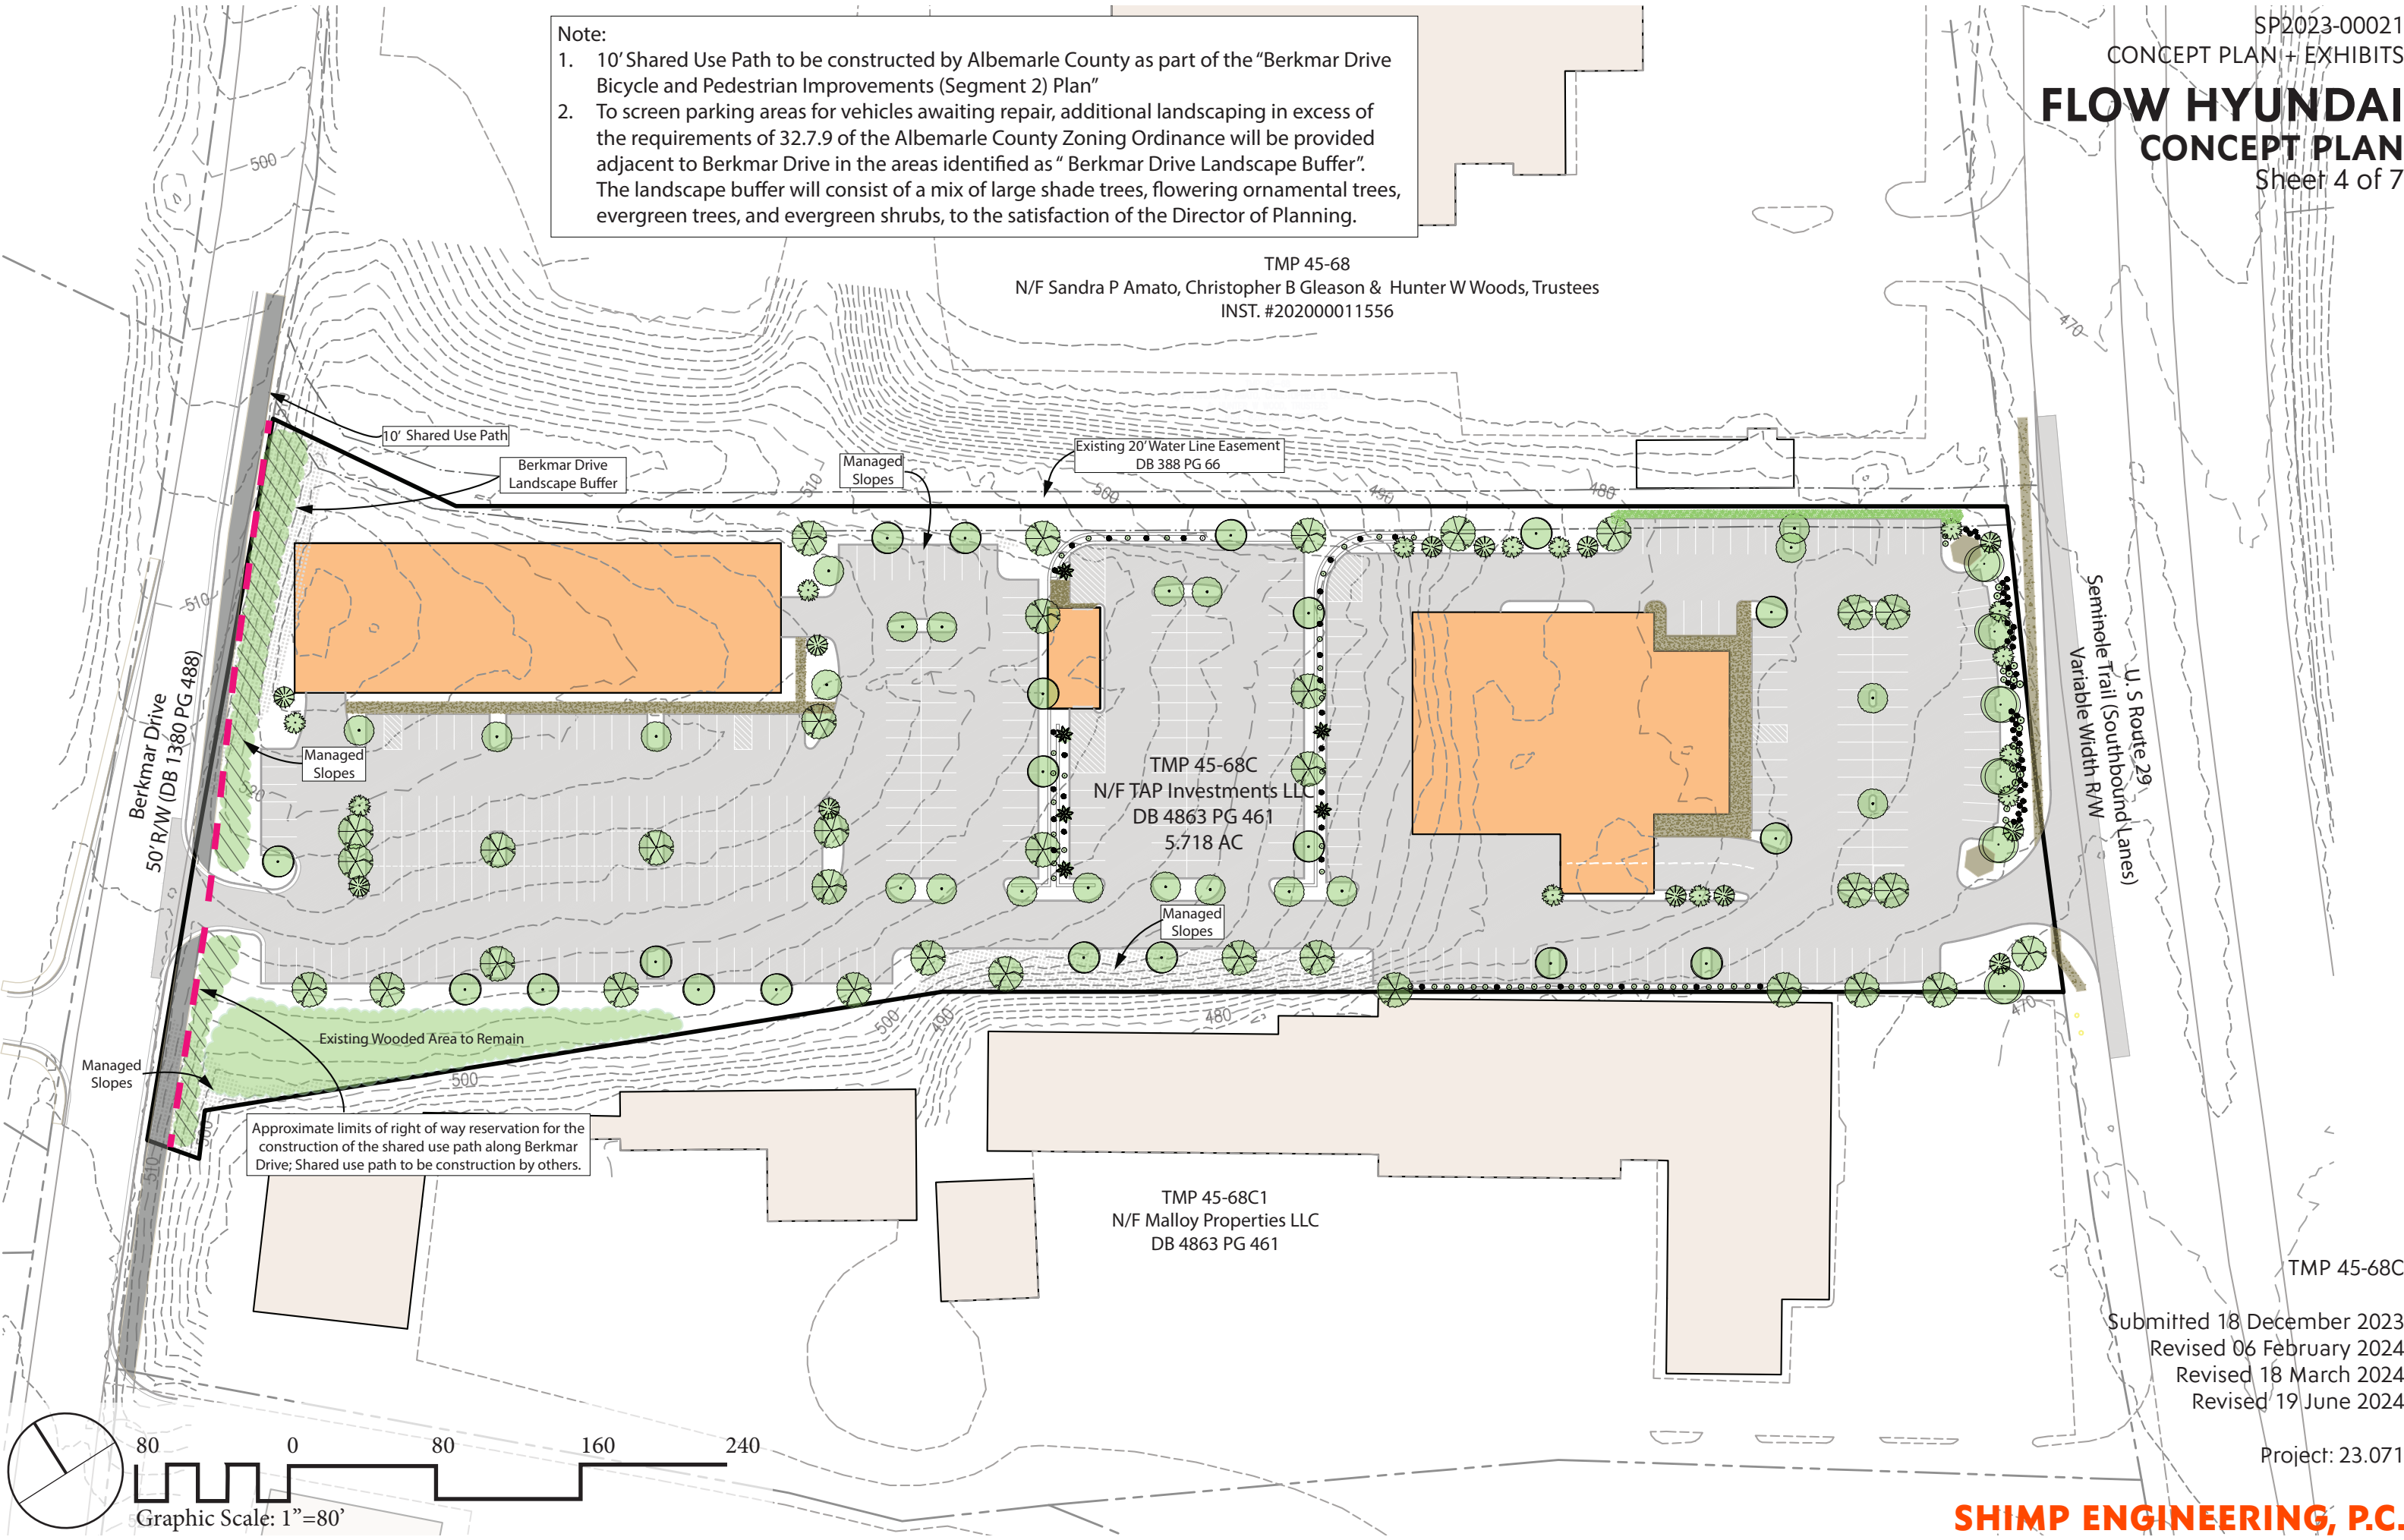 SP2023-00021
CONCEPT PLAN + EXHIBITS
FLOW HYUNDAI
CONCEPT PLAN
Sheet 4 of 7
Note:
1. 10' Shared Use Path to be constructed by Albemarle County as part of the "Berkmar Drive
Bicycle and Pedestrian Improvements (Segment 2) Plan"
2. To screen parking areas for vehicles awaiting repair, additional landscaping in excess of
the requirements of 32.7.9 of the Albemarle County Zoning Ordinance will be provided
adjacent to Berkmar Drive in the areas identified as " Berkmar Drive Landscape Buffer".
The landscape buffer will consist of a mix of large shade trees, flowering ornamental trees,
evergreen trees, and evergreen shrubs, to the satisfaction of the Director of Planning.
500
TMP 45-68
N/F Sandra P Amato, Christopher B Gleason & Hunter W Woods, Trustees
INST. #202000011556
470
10' Shared Use Path
Berkmar Drive
Landscape Buffer
Managed
Slopes
Existing 20' Water Line Easement
DB 388 PG 66
510
500
490
480
510
Berkmar Drive
50' R/W (DB 1380 PG 488)
Managed
Slopes
520
TMP 45-68C
N/F TAP Investments LLC
DB 4863 PG 461
5.718 AC
U. S Route 29
Seminole Trail (Southbound Lanes)
Variable Width R/W
Managed
Slopes
Existing Wooded Area to Remain
500
490
480
470
Managed
Slopes
500
510
Approximate limits of right of way reservation for the
construction of the shared use path along Berkmar
Drive; Shared use path to be construction by others.
TMP 45-68C1
N/F Malloy Properties LLC
DB 4863 PG 461
TMP 45-68C
Submitted 18 December 2023
Revised 06 February 2024
Revised 18 March 2024
Revised 19 June 2024
Project: 23.071
80 0 80 160 240
Graphic Scale: 1"=80'
SHIMP ENGINEERING, P.C.